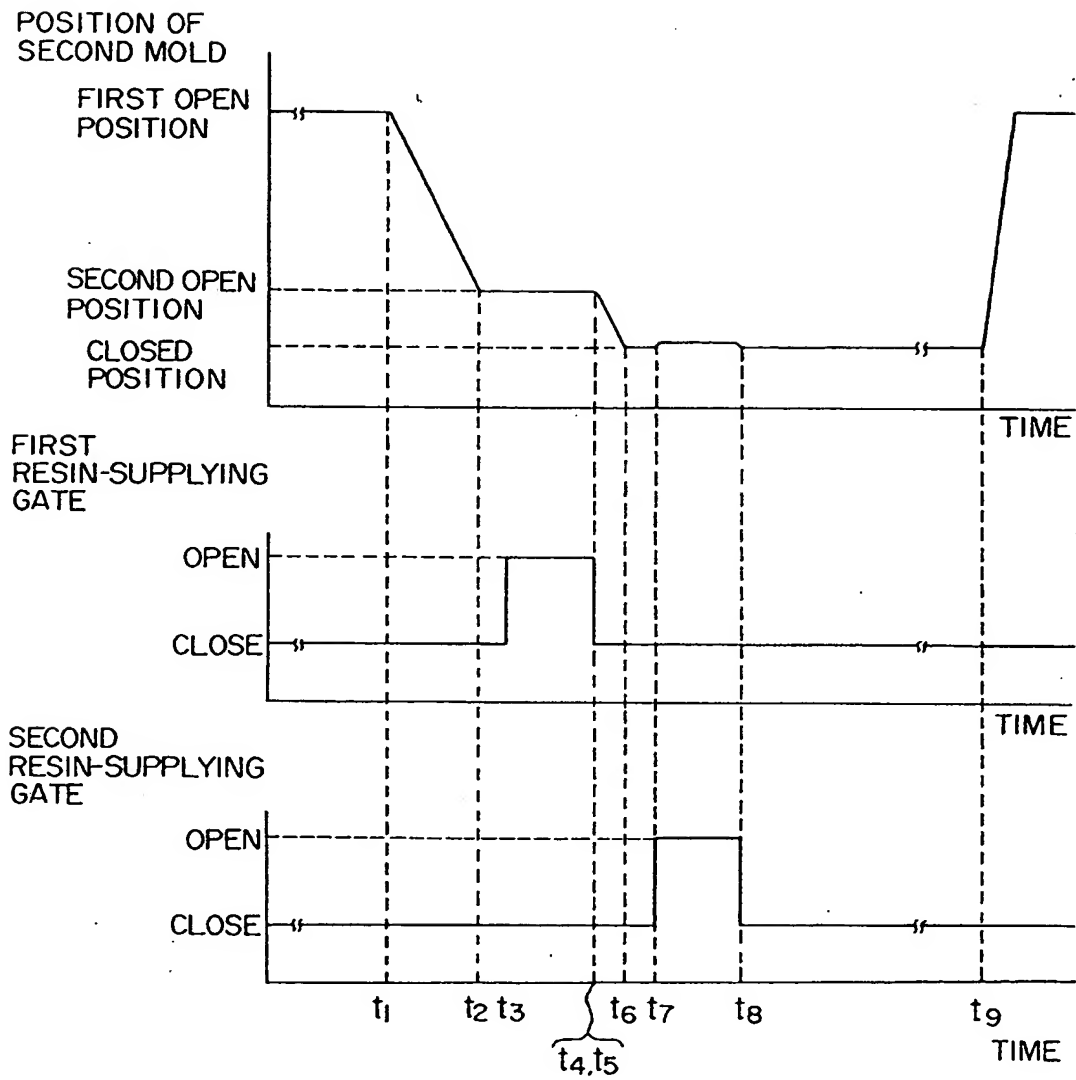 POSITION OF
SECOND MOLD
FIRST OPEN
POSITION
SECOND OPEN
POSITION
CLOSED
POSITION
TIME
FIRST
RESIN-SUPPLYING
GATE
OPEN
CLOSE
TIME
SECOND
RESIN-SUPPLYING
GATE
OPEN
CLOSE
t1 t2 t3 t6 t7 t8 t9
t4,t5
TIME